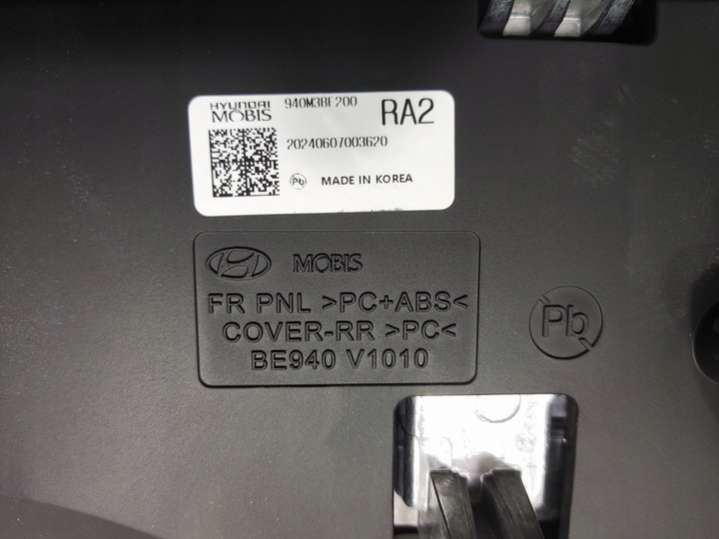 HYUNDAI
MOBIS
940M3BE200
RA2
20240607003620
Pb
MADE IN KOREA
MOBIS
FR PNL >PC+ABS<
COVER-RR >PC<
BE940 V1010
Pb